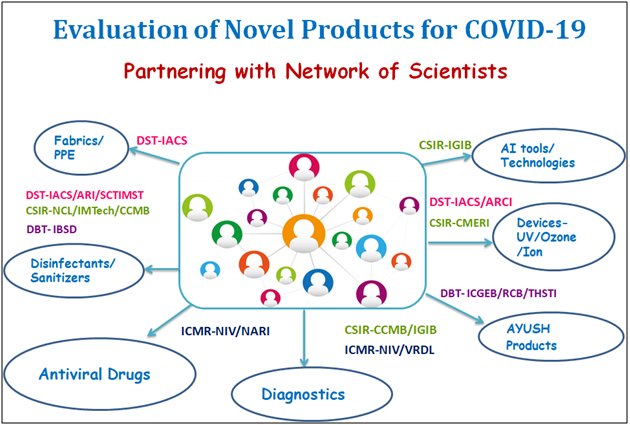 Evaluation of Novel Products for COVID-19
Partnering with Network of Scientists
Fabrics/
PPE
DST-IACS
CSIR-IGIB
AI tools/
Technologies
DST-IACS/ARI/SCTIMST
CSIR-NCL/IMTech/CCMB
DBT- IBSD
Disinfectants/
Sanitizers
DST-IACS/ARCI
CSIR-CMERI
Devices-
UV/Ozone
/Ion
DBT- ICGEB/RCB/THSTI
AYUSH
Products
ICMR-NIV/NARI
Antiviral Drugs
CSIR-CCMB/IGIB
ICMR-NIV/VRDL
Diagnostics